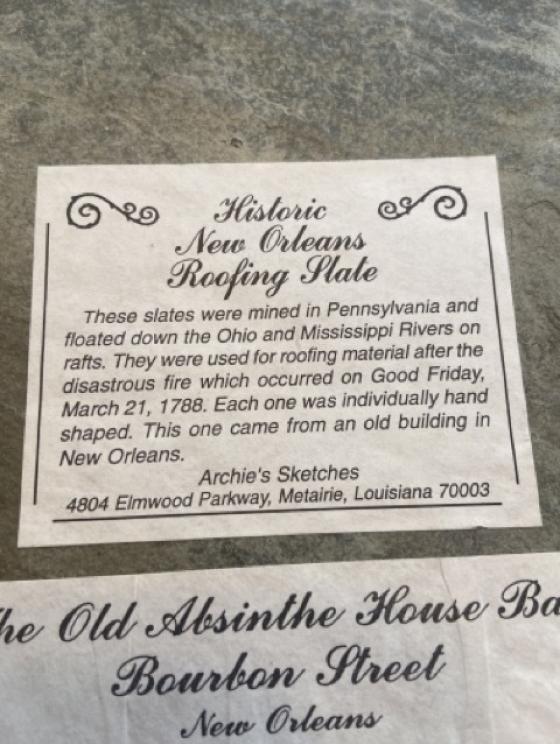 Historic
New Orleans
Roofing Slate
These slates were mined in Pennsylvania and
floated down the Ohio and Mississippi Rivers on
rafts. They were used for roofing material after the
disastrous fire which occurred on Good Friday,
March 21, 1788. Each one was individually hand
shaped. This one came from an old building in
New Orleans.
Archie's Sketches
4804 Elmwood Parkway, Metairie, Louisiana 70003
he Old Absinthe House Ba
Bourbon Street
New Orleans